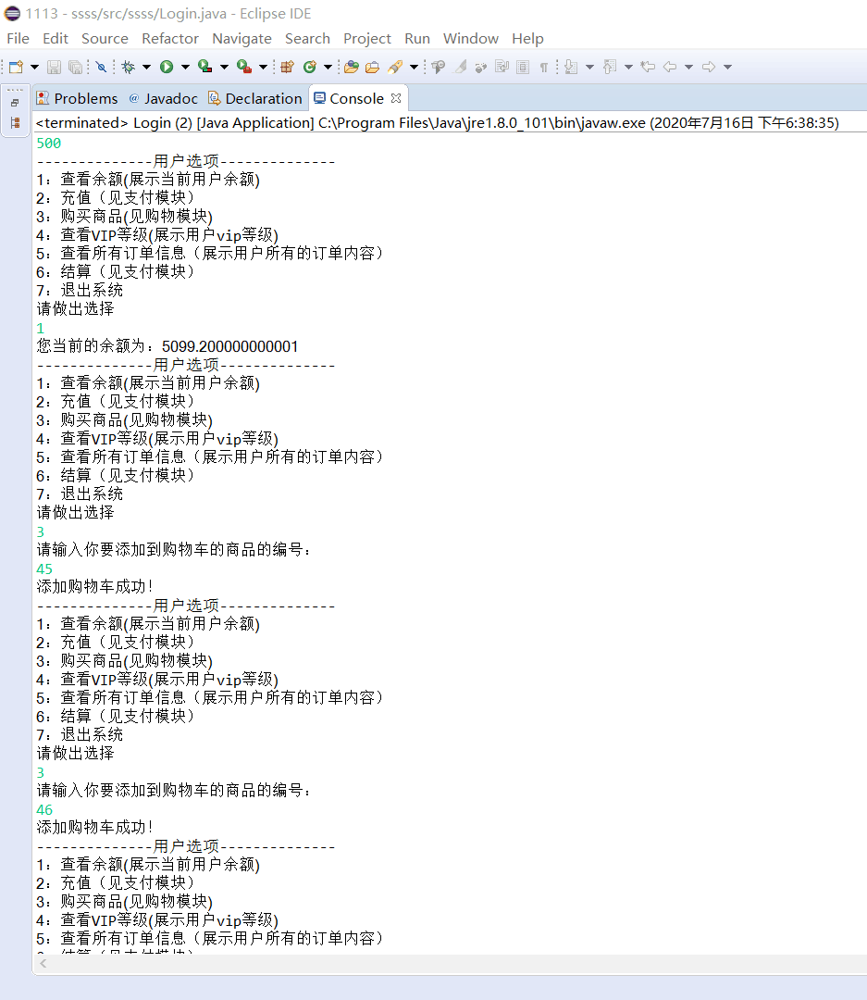 1113 - ssss/src/ssss/Login.java - Eclipse IDE
File Edit Source Refactor Navigate Search Project Run Window Help
Problems @ Javadoc Declaration Console
<terminated> Login (2) [Java Application] C:\Program Files\Java\jre1.8.0_101\bin\javaw.exe (2020年7月16日 下午6:38:35)
500
--------------用户选项--------------
1：查看余额(展示当前用户余额)
2：充值（见支付模块）
3：购买商品(见购物模块)
4：查看VIP等级(展示用户vip等级)
5：查看所有订单信息（展示用户所有的订单内容）
6：结算（见支付模块）
7：退出系统
请做出选择
1
您当前的余额为：5099.200000000001
--------------用户选项--------------
1：查看余额(展示当前用户余额)
2：充值（见支付模块）
3：购买商品(见购物模块)
4：查看VIP等级(展示用户vip等级)
5：查看所有订单信息（展示用户所有的订单内容）
6：结算（见支付模块）
7：退出系统
请做出选择
3
请输入你要添加到购物车的商品的编号：
45
添加购物车成功！
--------------用户选项--------------
1：查看余额(展示当前用户余额)
2：充值（见支付模块）
3：购买商品(见购物模块)
4：查看VIP等级(展示用户vip等级)
5：查看所有订单信息（展示用户所有的订单内容）
6：结算（见支付模块）
7：退出系统
请做出选择
3
请输入你要添加到购物车的商品的编号：
46
添加购物车成功！
--------------用户选项--------------
1：查看余额(展示当前用户余额)
2：充值（见支付模块）
3：购买商品(见购物模块)
4：查看VIP等级(展示用户vip等级)
5：查看所有订单信息（展示用户所有的订单内容）
6：结算（见支付模块）